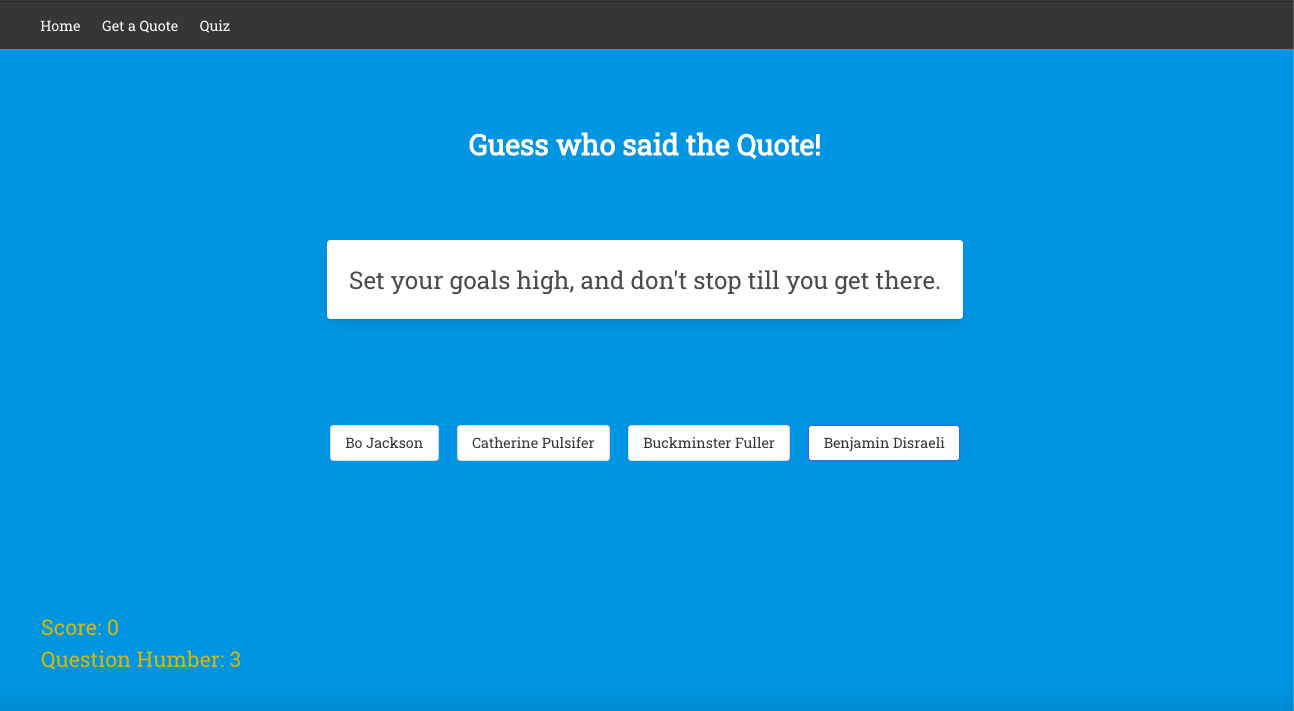 Home Get a Quote Quiz
Guess who said the Quote!
Set your goals high, and don't stop till you get there.
Bo Jackson Catherine Pulsifer Buckminster Fuller Benjamin Disraeli
Score: 0
Question Humber: 3